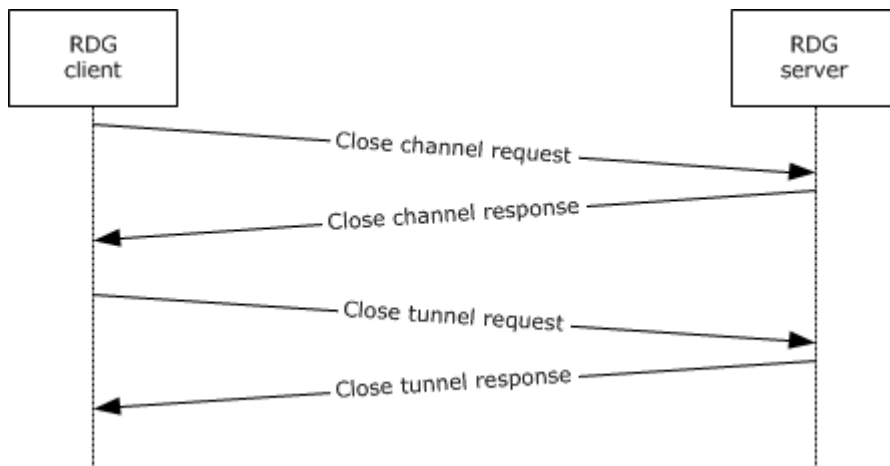 RDG
client
RDG
server
Close channel request
Close channel response
Close tunnel request
Close tunnel response